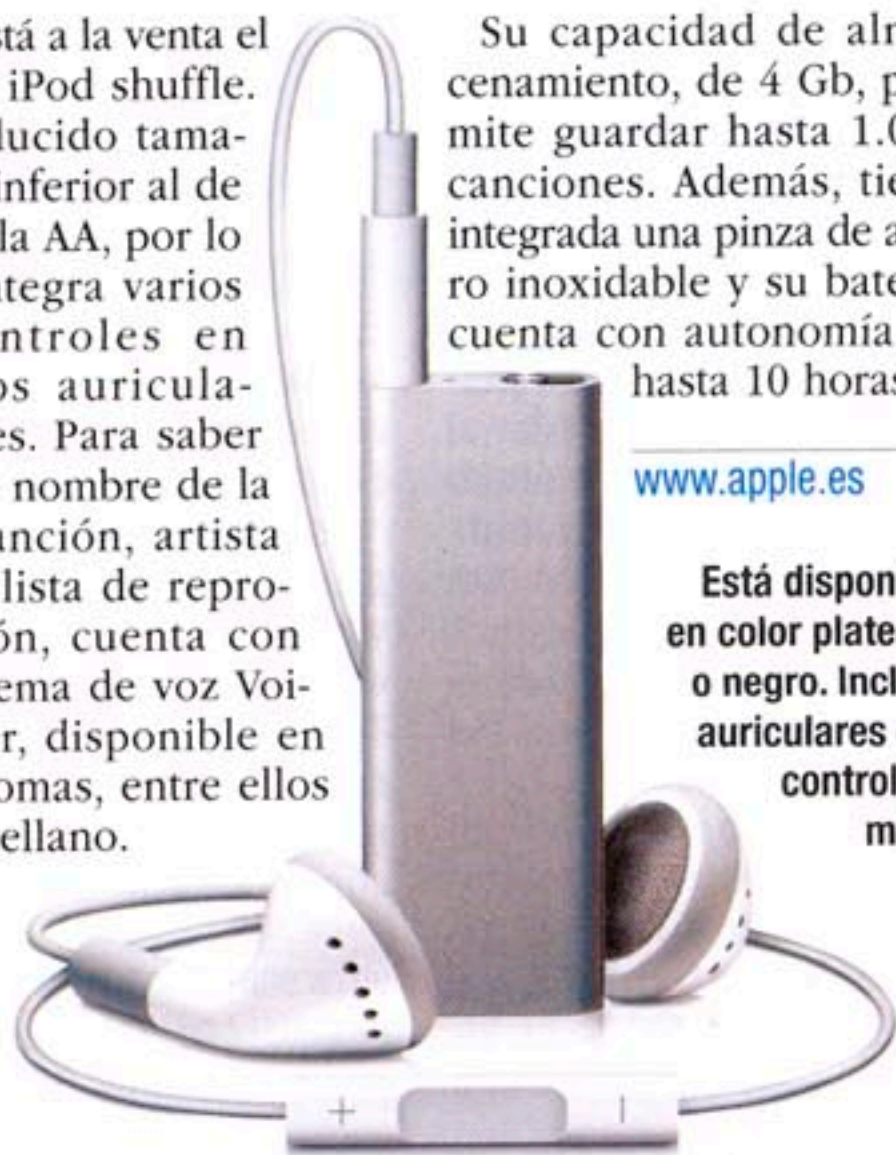 stá a la venta el
iPod shuffle.
lucido tama-
inferior al de
la AA, por lo
ntegra varios
ntroles en
os auricula-
es. Para saber
nombre de la
anción, artista
lista de repro-
ón, cuenta con
ema de voz Voi-
r, disponible en
omas, entre ellos
ellano.
Su capacidad de alm
cenamiento, de 4 Gb, p
mite guardar hasta 1.0
canciones. Además, tie
integrada una pinza de a
ro inoxidable y su bate
cuenta con autonomía
hasta 10 horas
www.apple.es
Está dispon
en color plate
o negro. Incl
auriculares
control
m
+